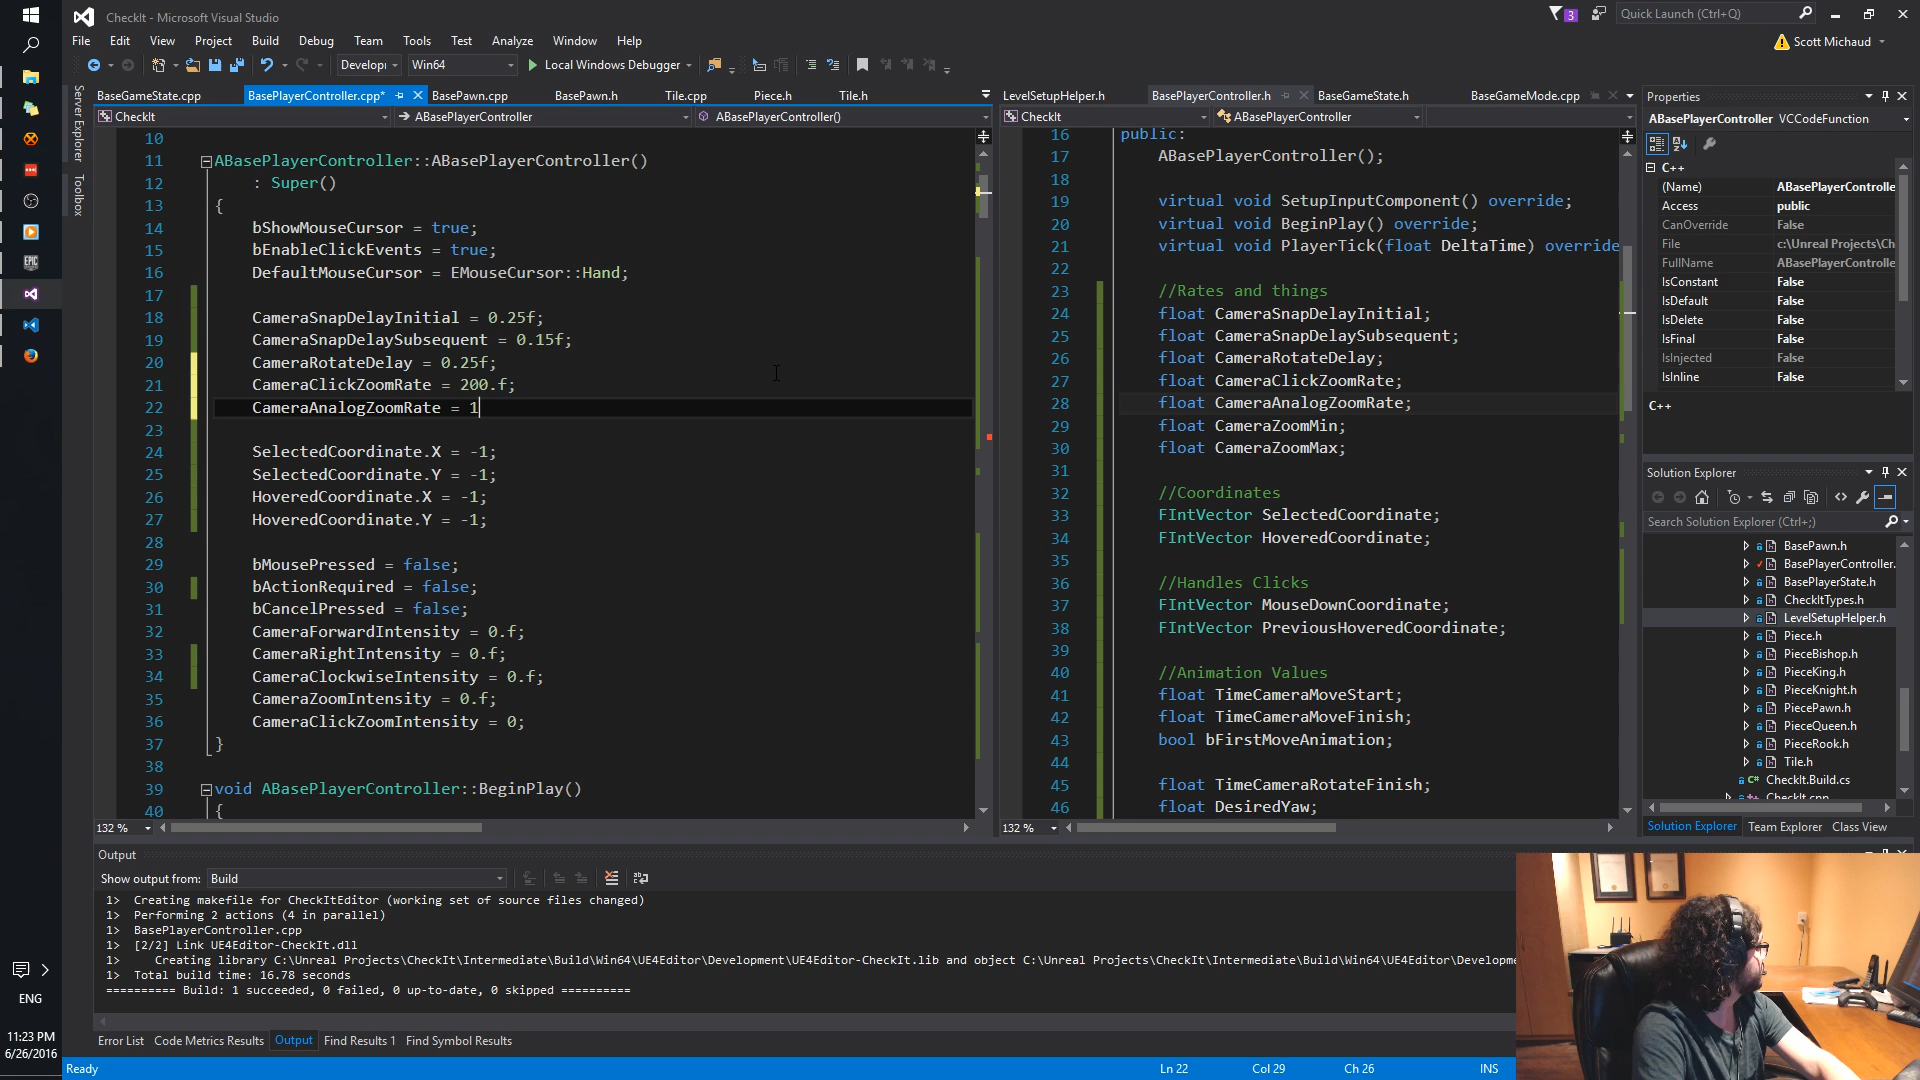 CheckIt - Microsoft Visual Studio
3
Quick Launch (Ctrl+Q)
File Edit View Project Build Debug Team Tools Test Analyze Window Help
Scott Michaud
Develop Win64 Local Windows Debugger
Server Explorer
Toolbox
BaseGameState.cpp BasePlayerController.cpp* BasePawn.cpp BasePawn.h Tile.cpp Piece.h Tile.h
CheckIt ABasePlayerController ABasePlayerController()
10
11 ABasePlayerController::ABasePlayerController()
12 : Super()
13 {
14 bShowMouseCursor = true;
15 bEnableClickEvents = true;
16 DefaultMouseCursor = EMouseCursor::Hand;
17
18 CameraSnapDelayInitial = 0.25f;
19 CameraSnapDelaySubsequent = 0.15f;
20 CameraRotateDelay = 0.25f;
21 CameraClickZoomRate = 200.f;
22 CameraAnalogZoomRate = 1
23
24 SelectedCoordinate.X = -1;
25 SelectedCoordinate.Y = -1;
26 HoveredCoordinate.X = -1;
27 HoveredCoordinate.Y = -1;
28
29 bMousePressed = false;
30 bActionRequired = false;
31 bCancelPressed = false;
32 CameraForwardIntensity = 0.f;
33 CameraRightIntensity = 0.f;
34 CameraClockwiseIntensity = 0.f;
35 CameraZoomIntensity = 0.f;
36 CameraClickZoomIntensity = 0;
37 }
38
39 void ABasePlayerController::BeginPlay()
40 {
132 %
LevelSetupHelper.h BasePlayerController.h BaseGameState.h BaseGameMode.cpp
CheckIt ABasePlayerController
16 public:
17 ABasePlayerController();
18
19 virtual void SetupInputComponent() override;
20 virtual void BeginPlay() override;
21 virtual void PlayerTick(float DeltaTime) override
22
23 //Rates and things
24 float CameraSnapDelayInitial;
25 float CameraSnapDelaySubsequent;
26 float CameraRotateDelay;
27 float CameraClickZoomRate;
28 float CameraAnalogZoomRate;
29 float CameraZoomMin;
30 float CameraZoomMax;
31
32 //Coordinates
33 FIntVector SelectedCoordinate;
34 FIntVector HoveredCoordinate;
35
36 //Handles Clicks
37 FIntVector MouseDownCoordinate;
38 FIntVector PreviousHoveredCoordinate;
39
40 //Animation Values
41 float TimeCameraMoveStart;
42 float TimeCameraMoveFinish;
43 bool bFirstMoveAnimation;
44
45 float TimeCameraRotateFinish;
46 float DesiredYaw;
132 %
Properties
ABasePlayerController VCCodeFunction
C++
(Name) ABasePlayerControlle
Access public
CanOverride False
File c:\Unreal Projects\Ch
FullName ABasePlayerControlle
IsConstant False
IsDefault False
IsDelete False
IsFinal False
IsInjected False
IsInline False
C++
Solution Explorer
Search Solution Explorer (Ctrl+;)
BasePawn.h
BasePlayerController.
BasePlayerState.h
CheckItTypes.h
LevelSetupHelper.h
Piece.h
PieceBishop.h
PieceKing.h
PieceKnight.h
PiecePawn.h
PieceQueen.h
PieceRook.h
Tile.h
CheckIt.Build.cs
CheckIt.cpp
Solution Explorer Team Explorer Class View
Output
Show output from: Build
1> Creating makefile for CheckItEditor (working set of source files changed)
1> Performing 2 actions (4 in parallel)
1> BasePlayerController.cpp
1> [2/2] Link UE4Editor-CheckIt.dll
1> Creating library C:\Unreal Projects\CheckIt\Intermediate\Build\Win64\UE4Editor\Development\UE4Editor-CheckIt.lib and object C:\Unreal Projects\CheckIt\Intermediate\Build\Win64\UE4Editor\Developme
1> Total build time: 16.78 seconds
========== Build: 1 succeeded, 0 failed, 0 up-to-date, 0 skipped ==========
Error List Code Metrics Results Output Find Results 1 Find Symbol Results
Ready Ln 22 Col 29 Ch 26 INS
EPIC
ENG
11:23 PM
6/26/2016